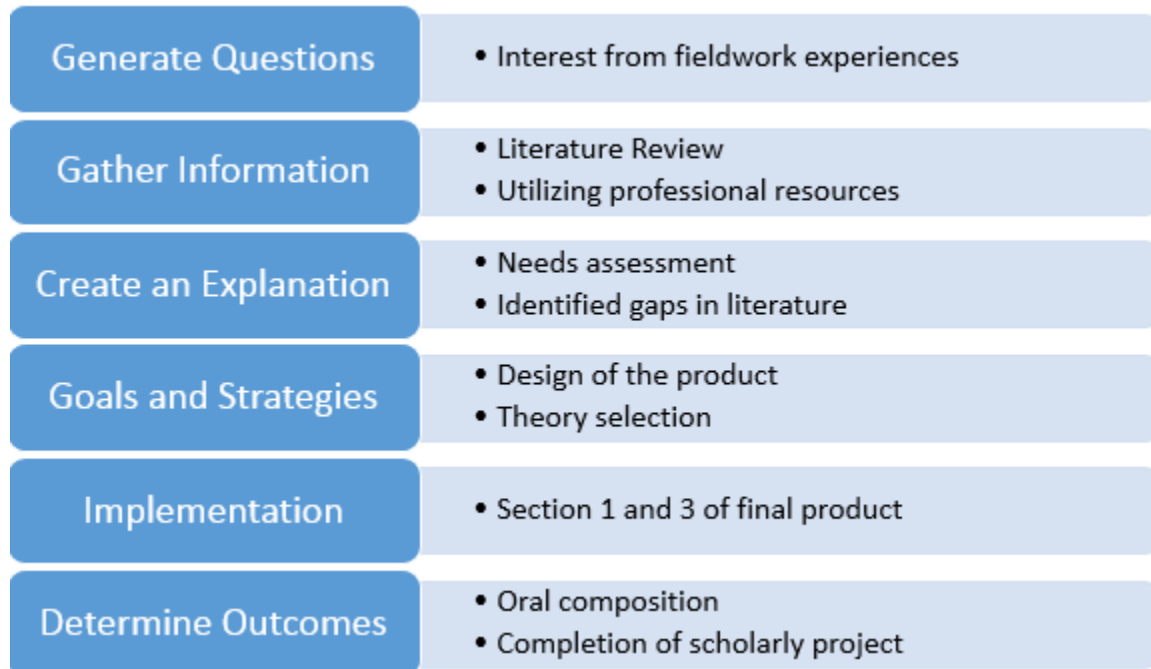 Generate Questions
• Interest from fieldwork experiences
Gather Information
• Literature Review
• Utilizing professional resources
Create an Explanation
• Needs assessment
• Identified gaps in literature
Goals and Strategies
• Design of the product
• Theory selection
Implementation
• Section 1 and 3 of final product
Determine Outcomes
• Oral composition
• Completion of scholarly project